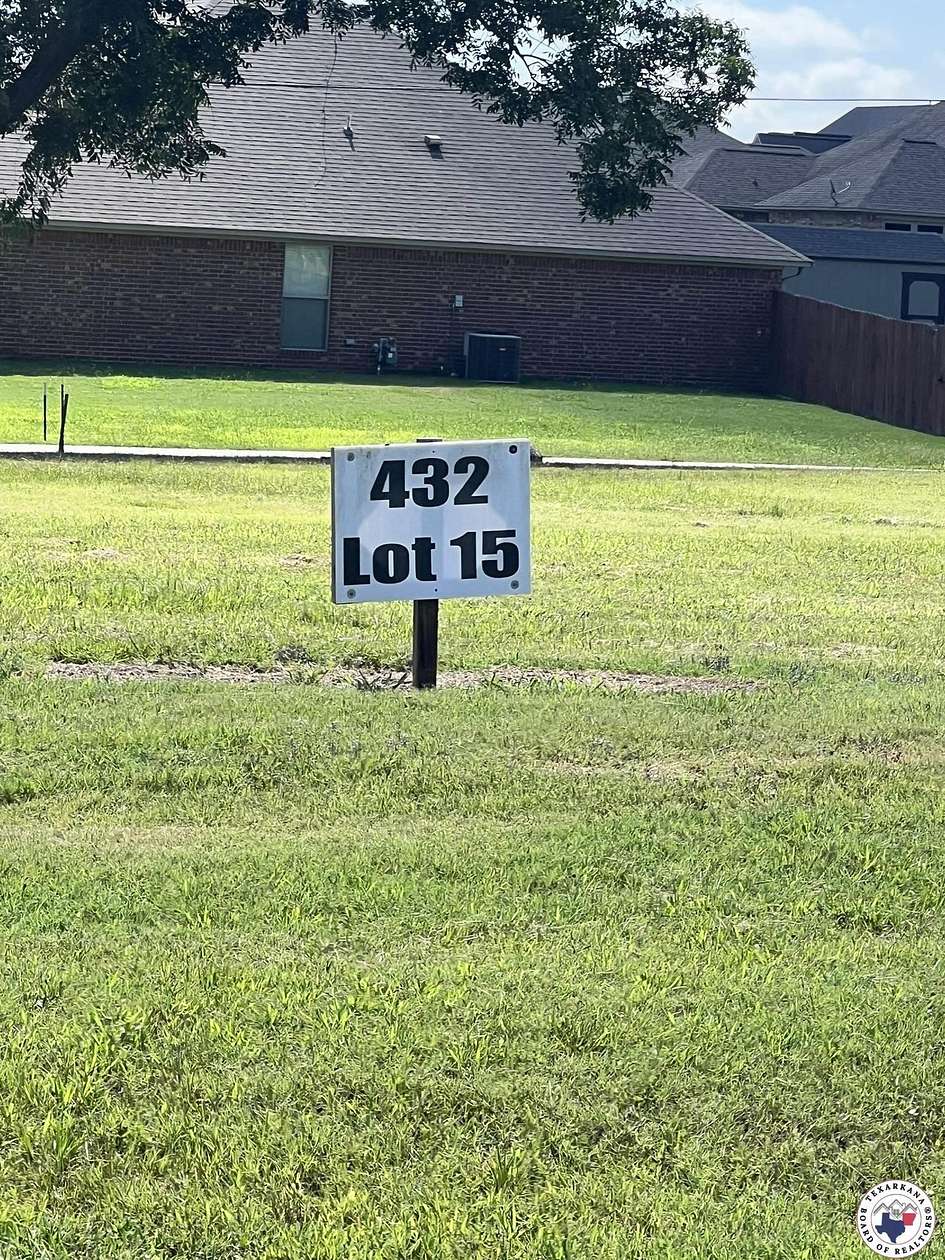 432
Lot 15
TEXARKANA
BOARD OF REALTORS®